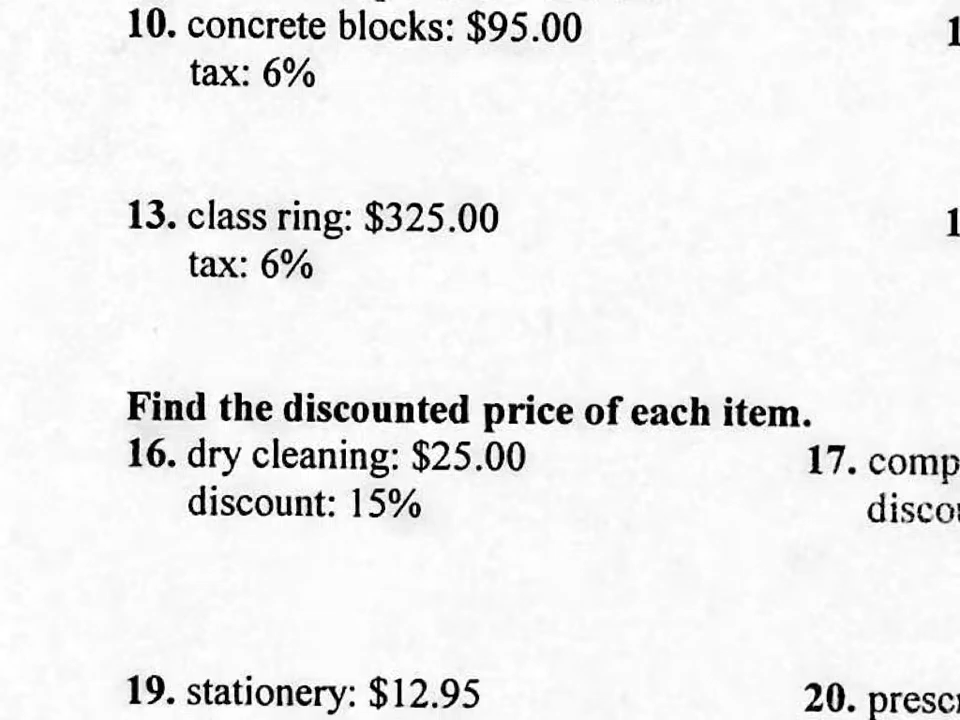 10. concrete blocks: $95.00
tax: 6%
13. class ring: $325.00
tax: 6%
Find the discounted price of each item.
16. dry cleaning: $25.00
discount: 15%
17.
19. stationery: $12.95
20.